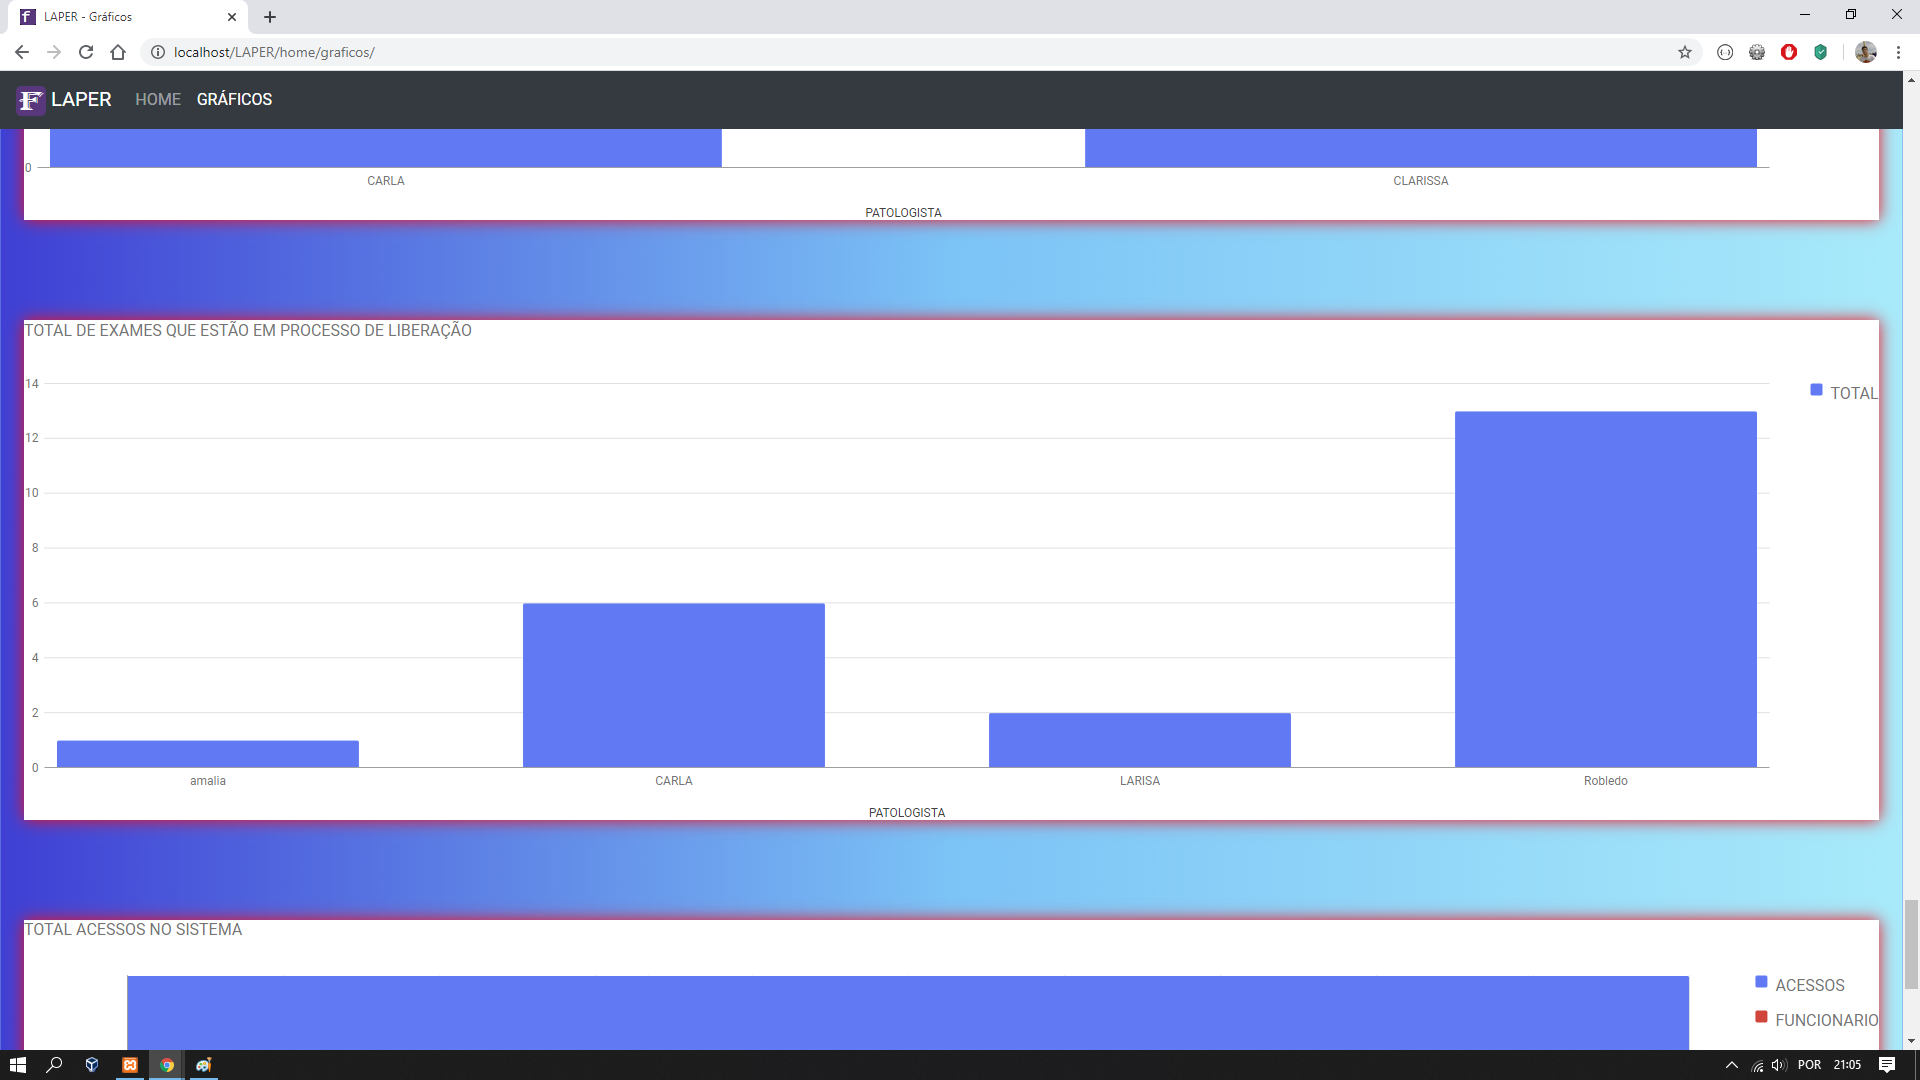 LAPER - Gráficos
localhost/LAPER/home/graficos/
LAPER HOME GRÁFICOS
0
CARLA CLARISSA
PATOLOGISTA
TOTAL DE EXAMES QUE ESTÃO EM PROCESSO DE LIBERAÇÃO
14
TOTAL
12
10
8
6
4
2
0
amalia CARLA LARISA Robledo
PATOLOGISTA
TOTAL ACESSOS NO SISTEMA
ACESSOS
FUNCIONARIO
POR 21:05